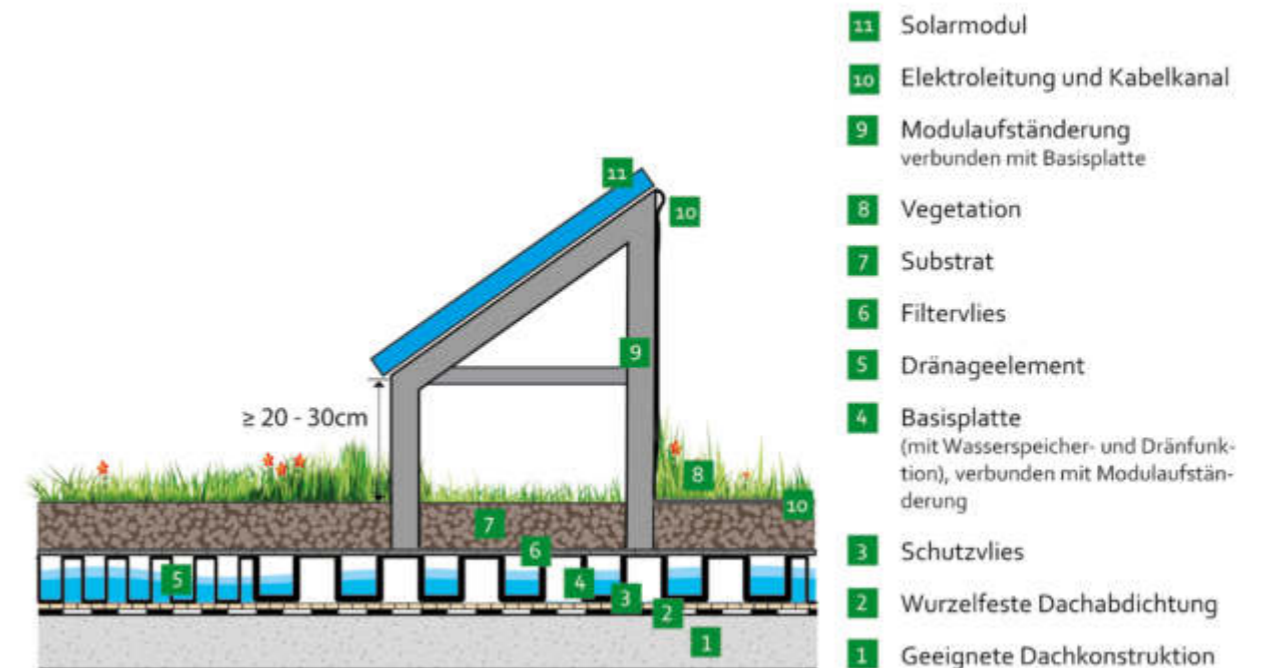 11 Solarmodul
10 Elektroleitung und Kabelkanal
9 Modulaufständerung
verbunden mit Basisplatte
8 Vegetation
7 Substrat
6 Filtervlies
5 Dränageelement
4 Basisplatte
(mit Wasserspeicher- und Dränfunk-
tion), verbunden mit Modulaufstän-
derung
3 Schutzvlies
2 Wurzelfeste Dachabdichtung
1 Geeignete Dachkonstruktion
11
10
9
≥ 20 - 30cm
8
10
7
6
5
4
3
2
1